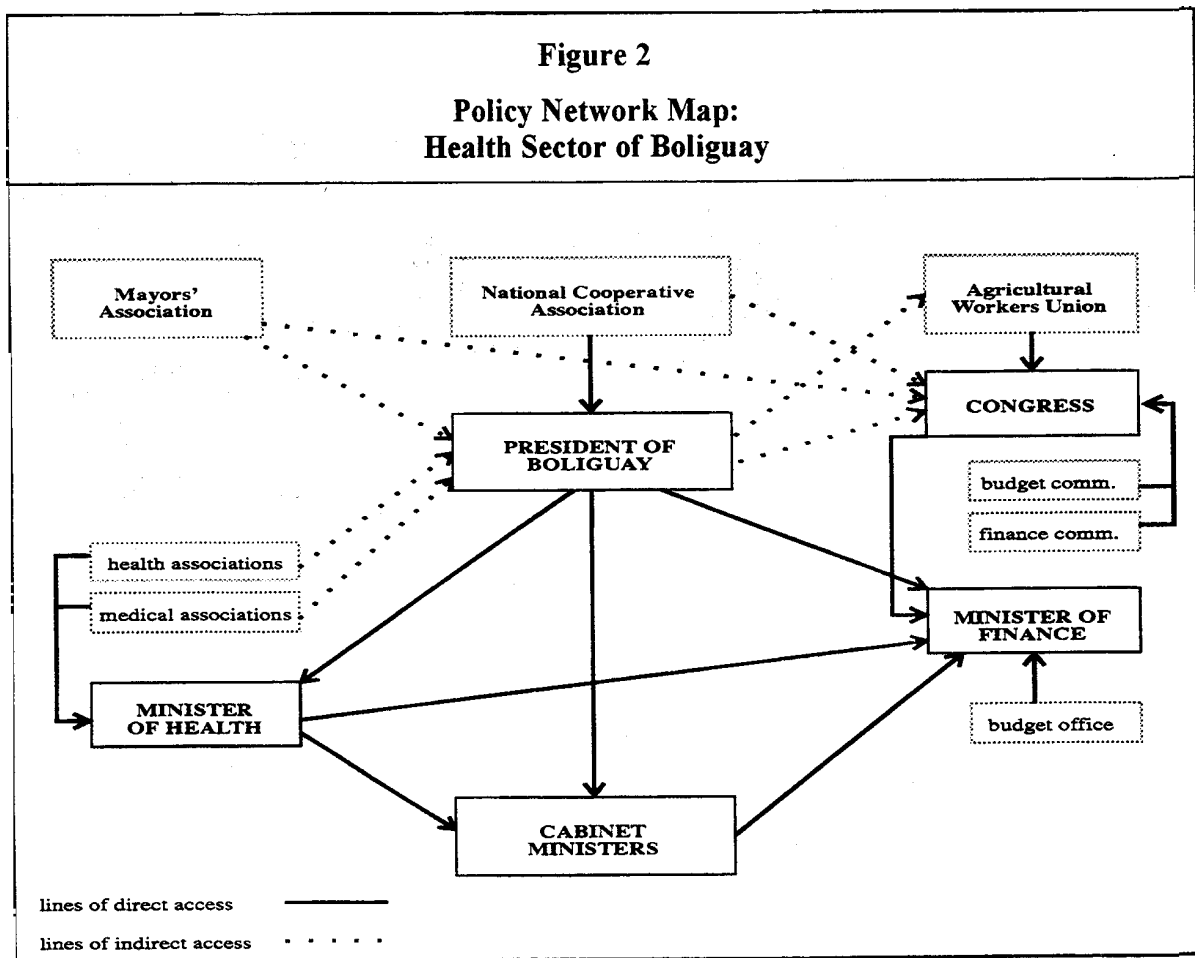 Figure 2
Policy Network Map:
Health Sector of Boliguay
Mayors'
Association
National Cooperative
Association
Agricultural
Workers Union
CONGRESS
PRESIDENT OF
BOLIGUAY
budget comm.
finance comm.
health associations
medical associations
MINISTER OF
FINANCE
MINISTER
OF HEALTH
budget office
CABINET
MINISTERS
lines of direct access
lines of indirect access